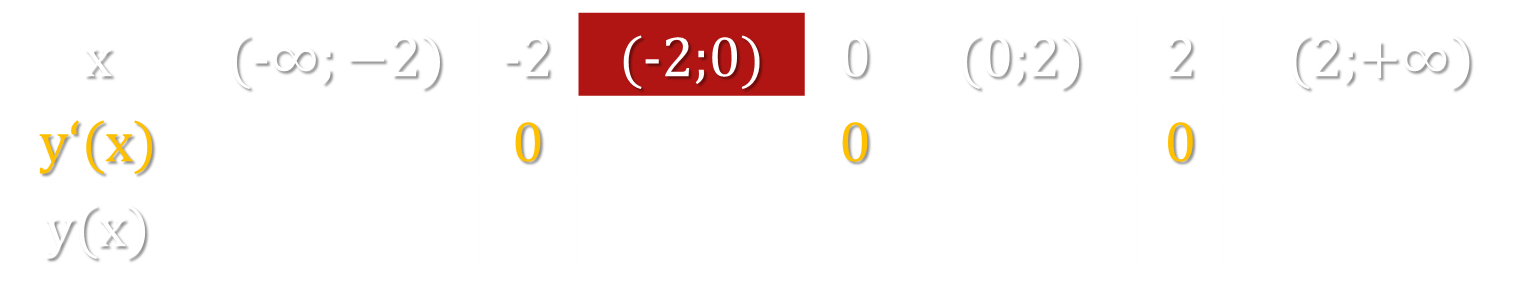 x (-∞; −2) -2 (-2;0) 0 (0;2) 2 (2;+∞)
y‘(x) 0 0 0
y(x)